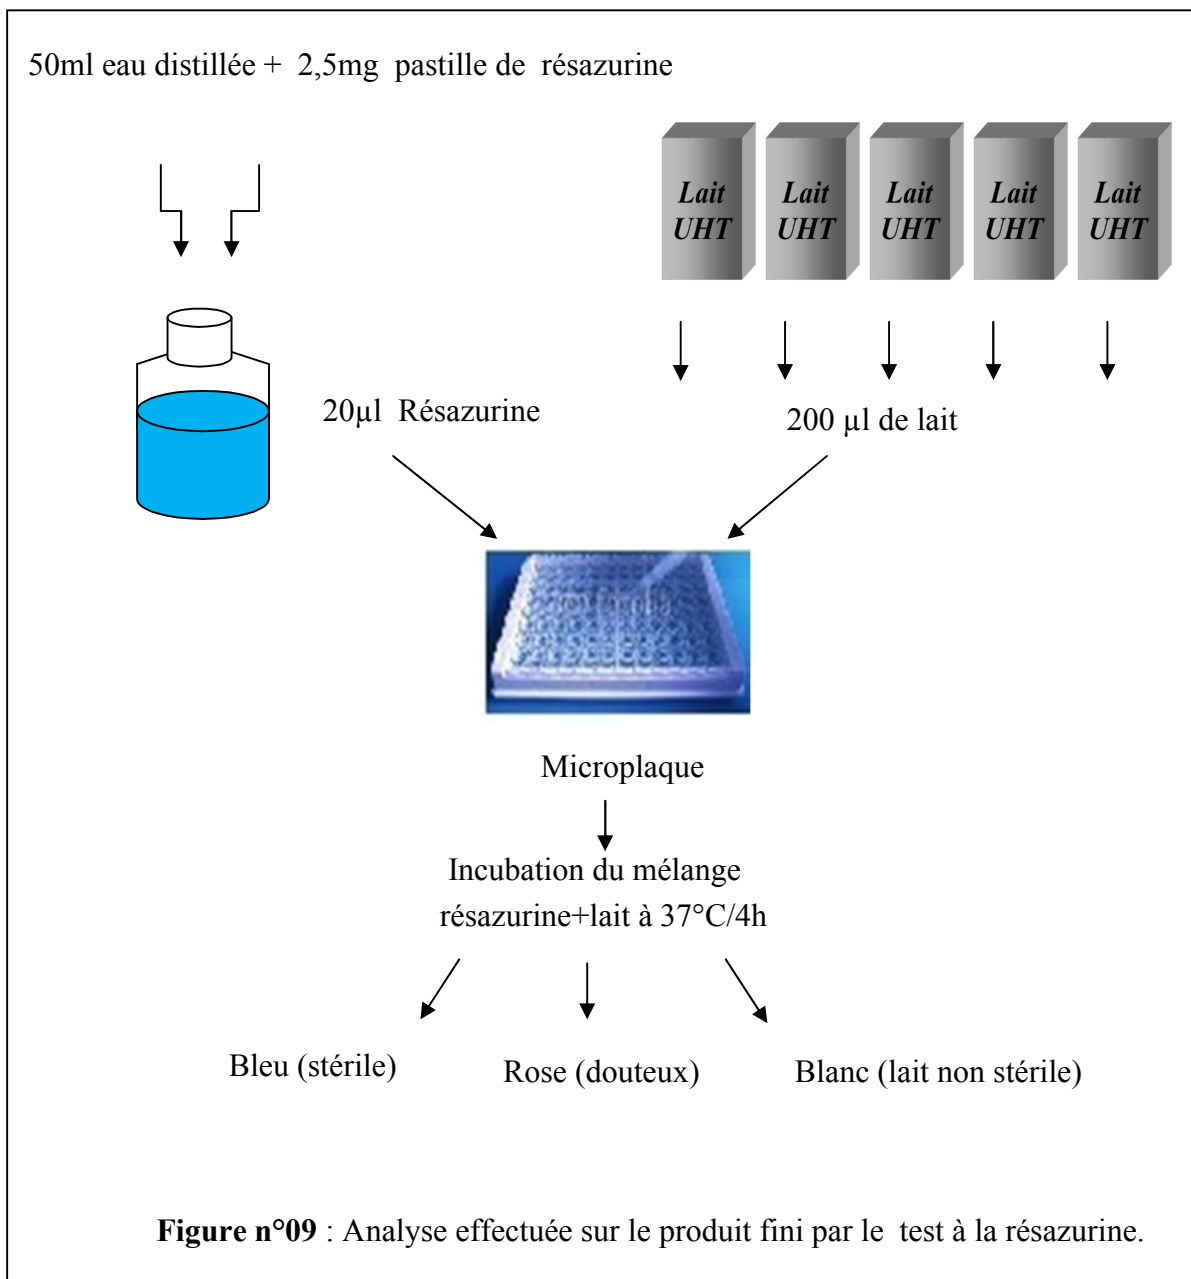 50ml eau distillée + 2,5mg pastille de résazurine
Lait
UHT
Lait
UHT
Lait
UHT
Lait
UHT
Lait
UHT
20µl Résazurine
200 µl de lait
Microplaque
Incubation du mélange
résazurine+lait à 37°C/4h
Bleu (stérile)
Rose (douteux)
Blanc (lait non stérile)
Figure n°09 : Analyse effectuée sur le produit fini par le test à la résazurine.